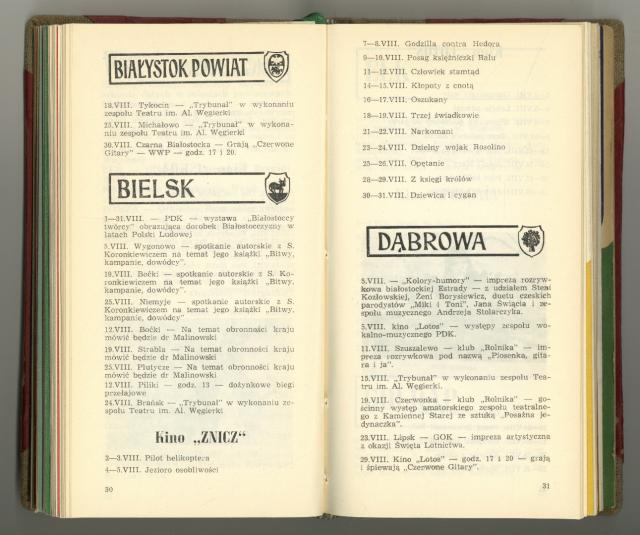 BIAŁYSTOK POWIAT
18.VIII. Tykocin — „Trybunał" w wykonaniu
zespołu Teatru im. Al. Węgierki
25.VIII. Michałowo — „Trybunał" w wykona-
niu zespołu Teatru im. Al. Węgierki
30.VIII. Czarna Białostocka — Grają „Czerwone
Gitary" — WWP — godz. 17 i 20.
BIELSK
1—31.VIII. — PDK — wystawa „Białostoccy
twórcy" obrazująca dorobek Białostocczyzny w
latach Polski Ludowej
5.VIII. Wygonowo — spotkanie autorskie z S.
Koronkiewiczem na temat jego książki „Bitwy,
kampanie, dowódcy".
19.VIII. Boćki — spotkanie autorskie z S. Ko-
ronkiewiczem na temat jego książki „Bitwy,
kampanie, dowódcy".
25.VIII. Niemyje — spotkanie autorskie z S.
Koronkiewiczem na temat jego książki „Bitwy,
kampanie, dowódcy"
12.VIII. Boćki — Na temat obronności kraju
mówić będzie dr Malinowski
19.VIII. Strabla — Na temat obronności kraju
mówić będzie dr Malinowski
25.VIII. Plutycze — Na temat obronności kraju
mówić będzie dr Malinowski
12.VIII. Piliki — godz. 13 — dożynkowe biegi
przełajowe
24.VIII. Brańsk — „Trybunał" w wykonaniu ze-
społu Teatru im. Al. Węgierki
Kino „ZNICZ"
2—3.VIII. Pilot helikoptera
4—5.VIII. Jezioro osobliwości
30
7—8.VIII. Godzilla contra Hedora
9—10.VIII. Posag księżniczki Ralu
11—12.VIII. Człowiek stamtąd
14—15.VIII. Kłopoty z cnotą
16—17.VIII. Oszukany
18—19.VIII. Trzej świadkowie
21—22.VIII. Narkomani
23—24.VIII. Dzielny wojak Rosolino
25—26.VIII. Opętanie
28—29.VIII. Z księgi królów
30—31.VIII. Dziewica i cygan
DĄBROWA
5.VIII. — „Kolory-humory" — impreza rozryw-
kowa białostockiej Estrady — z udziałem Steni
Kozłowskiej, Żeni Borysiewicz, duetu czeskich
parodystów „Miki i Toni", Jana Święcia i ze-
społu muzycznego Andrzeja Stolarczyka.
5.VIII. kino „Lotos" — występy zespołu wo-
kalno-muzycznego PDK.
11.VIII. Szuszalewo — klub „Rolnika" — im-
preza rozrywkowa pod nazwą „Piosenka, gita-
ra i ja".
15.VIII. „Trybunał" w wykonaniu zespołu Tea-
tru im. Al. Węgierki.
19.VIII. Czerwonka — klub „Rolnika" — go-
ścinny występ amatorskiego zespołu teatralne-
go z Kamiennej Starej ze sztuką „Posażna je-
dynaczka".
23.VIII. Lipsk — GOK — impreza artystyczna
z okazji Święta Lotnictwa.
29.VIII. Kino „Lotos" — godz. 17 i 20 — grają
i śpiewają „Czerwone Gitary".
31